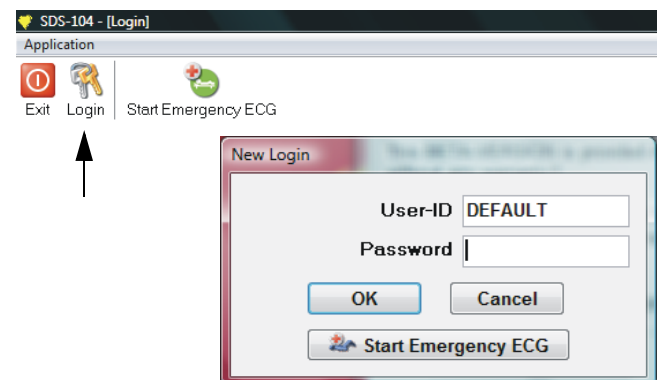 SDS-104 - [Login]
Application
Exit Login Start Emergency ECG
New Login
User-ID DEFAULT
Password
OK Cancel
Start Emergency ECG